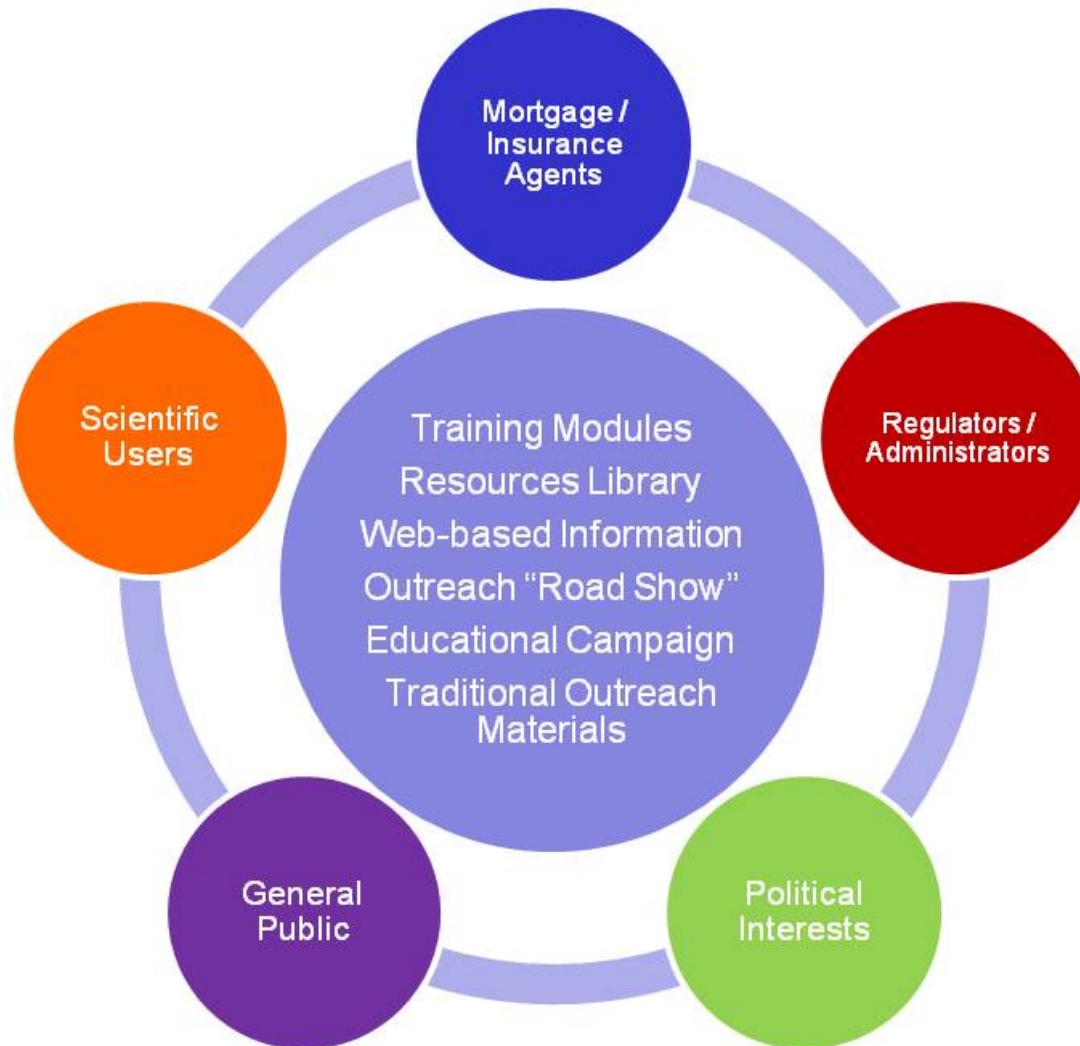 Mortgage /
Insurance
Agents
Scientific
Users
Regulators /
Administrators
Training Modules
Resources Library
Web-based Information
Outreach “Road Show”
Educational Campaign
Traditional Outreach
Materials
General
Public
Political
Interests